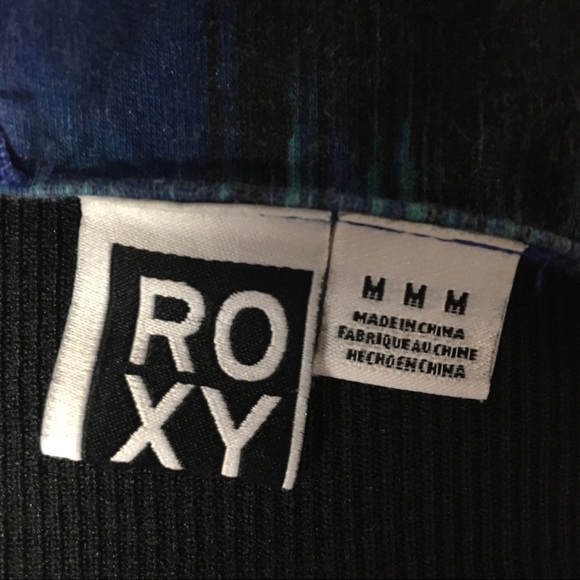 RO
XY
M M M
MADE IN CHINA
FABRIQUE AU CHINE
HECHO EN CHINA